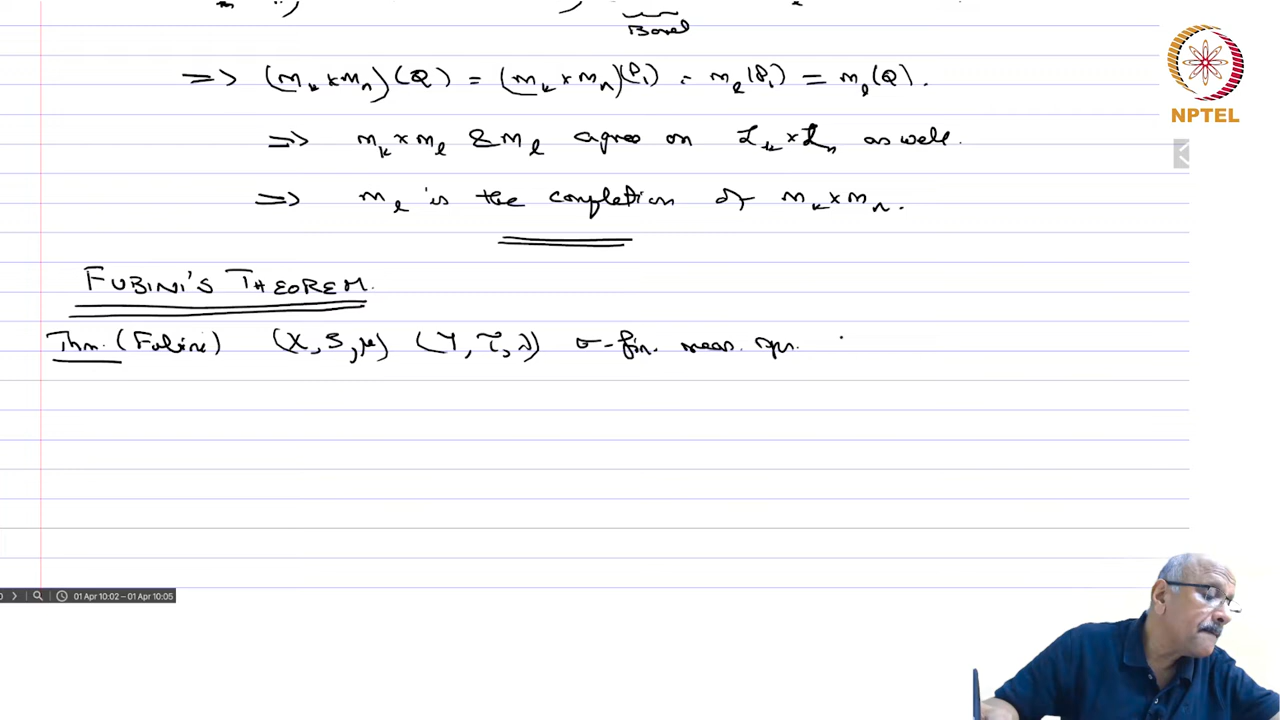 Borel
⇒ (m_k × m_n)(Q) = (m_k × m_n)(P_1) = m_l(P_1) = m_l(Q).
NPTEL
⇒ m_k × m_l & m_l agree on 𝓛_k × 𝓛_n as well.
⇒ m_l is the completion of m_k × m_n.
FUBINI'S THEOREM.
Thm. (Fubini) (X, S, μ) (Y, τ, λ) σ-fin. meas. sps.
01 Apr 10:02 – 01 Apr 10:05